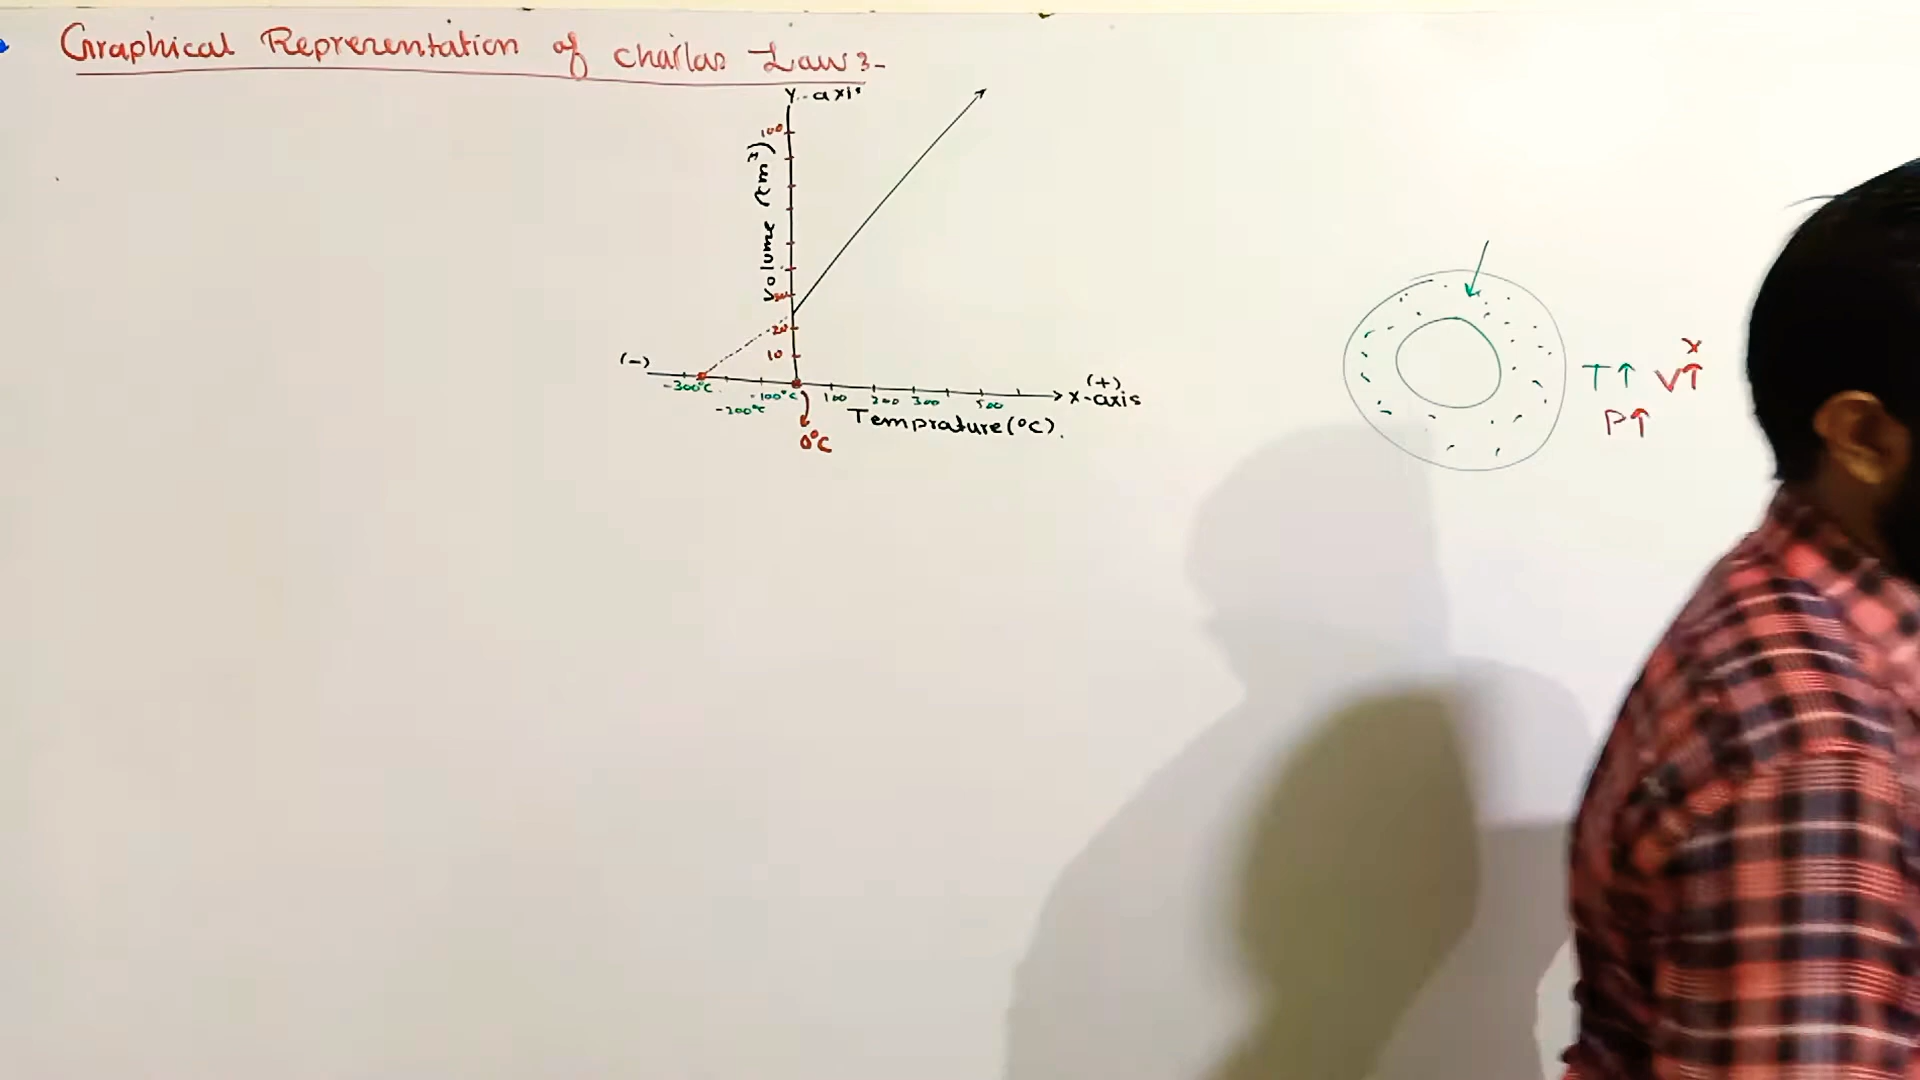 Graphical Reprerentation of Charlas Law:-
Y-axis
100
Volume (cm³)
30
20
10
(-)
-300°C
-200°C
-100°C
100
200
300
500
(+)
X-axis
Temprature (°C).
0°C
x
T↑ V↑
P↑